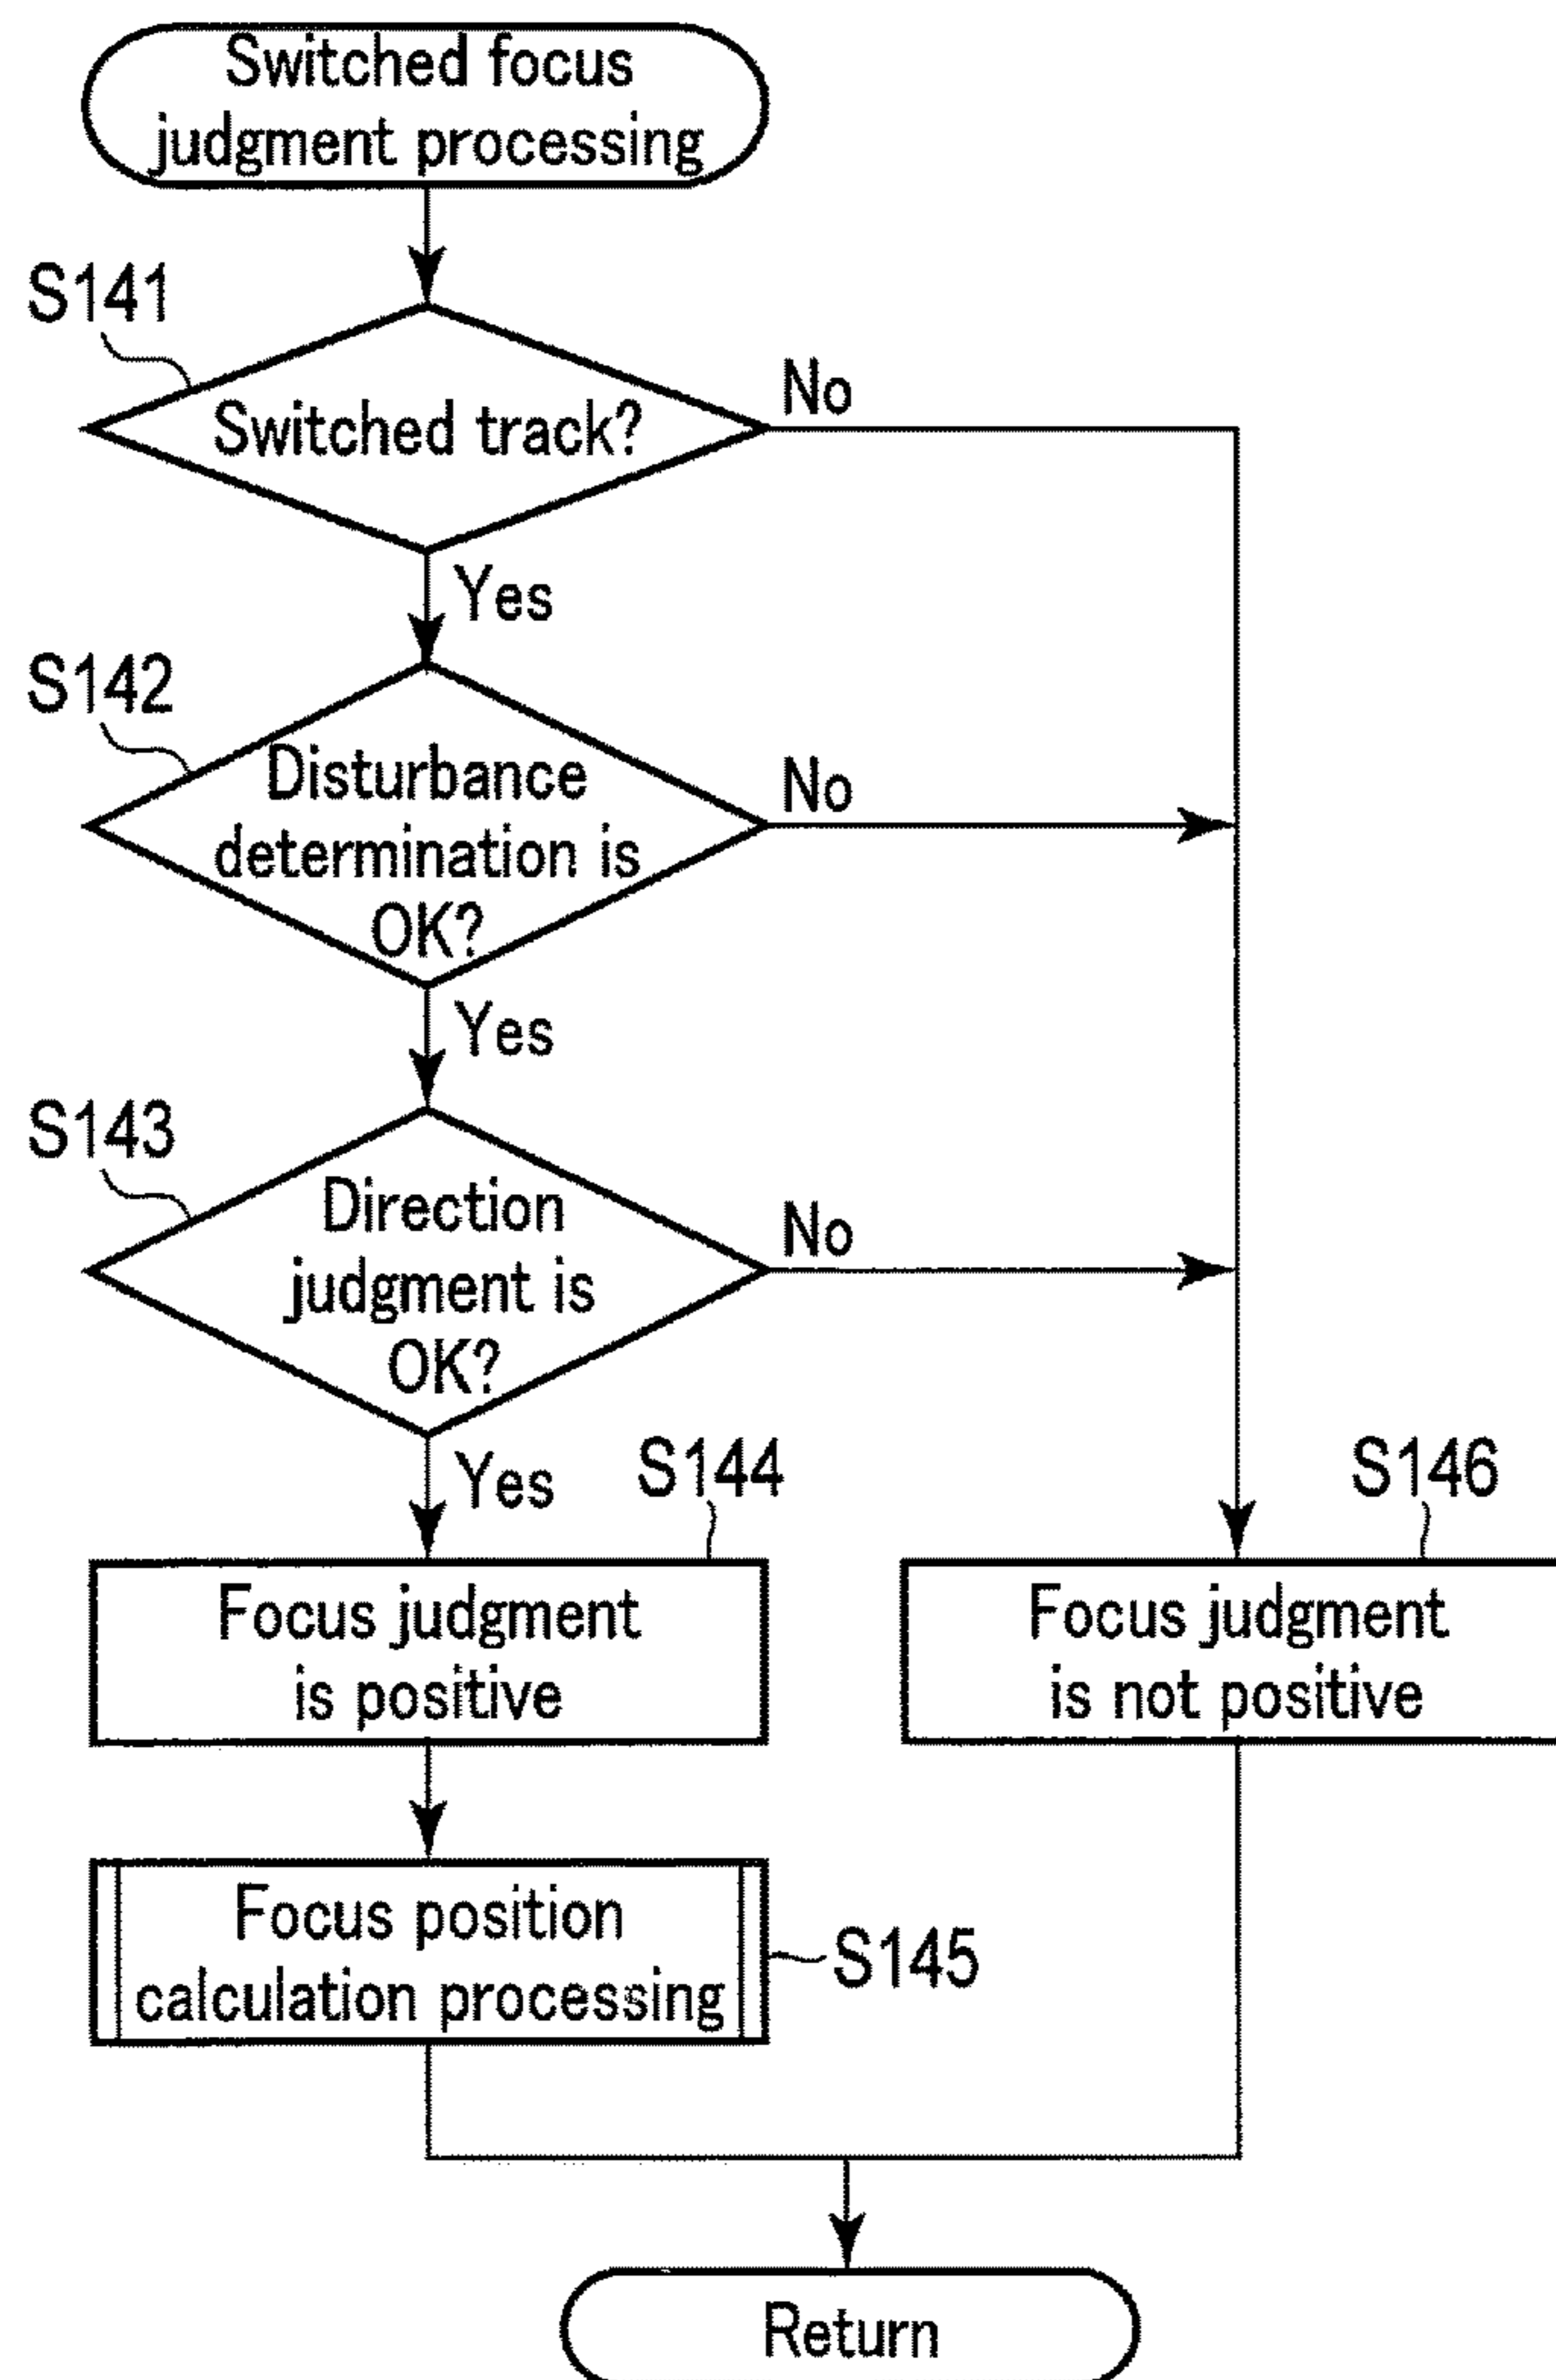 Switched focus
judgment processing
S141
Switched track?
No
Yes
S142
Disturbance
determination is
OK?
No
Yes
S143
Direction
judgment is
OK?
No
Yes
S144
Focus judgment
is positive
S146
Focus judgment
is not positive
Focus position
calculation processing
S145
Return